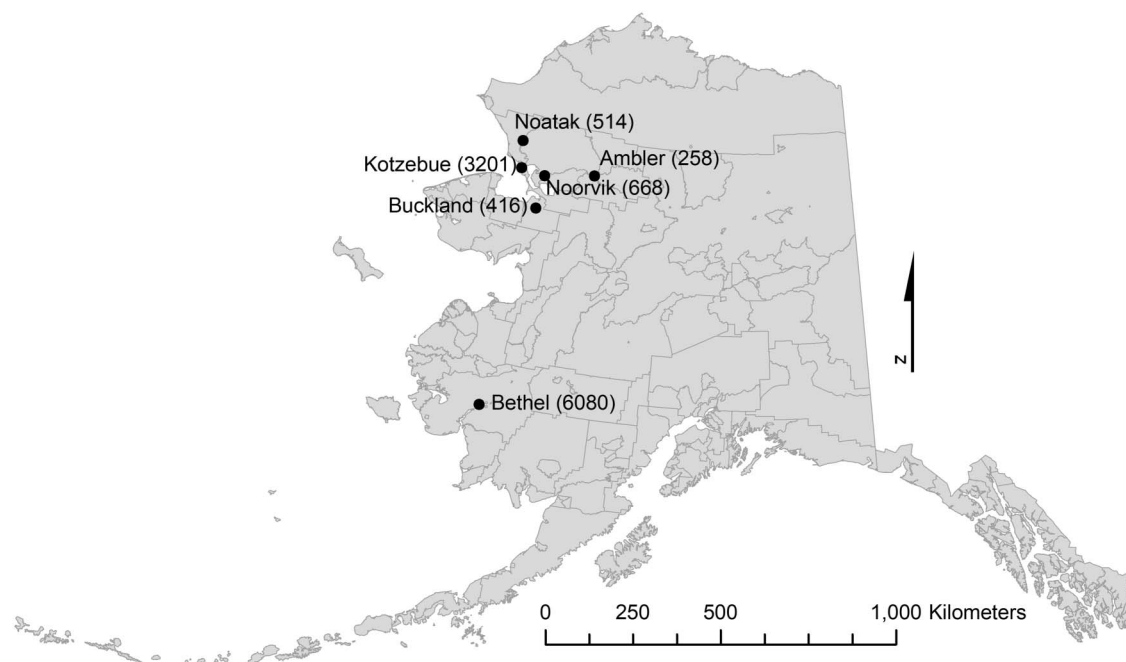 Noatak (514)
Kotzebue (3201)
Ambler (258)
Noorvik (668)
Buckland (416)
N
Bethel (6080)
0 250 500 1,000 Kilometers